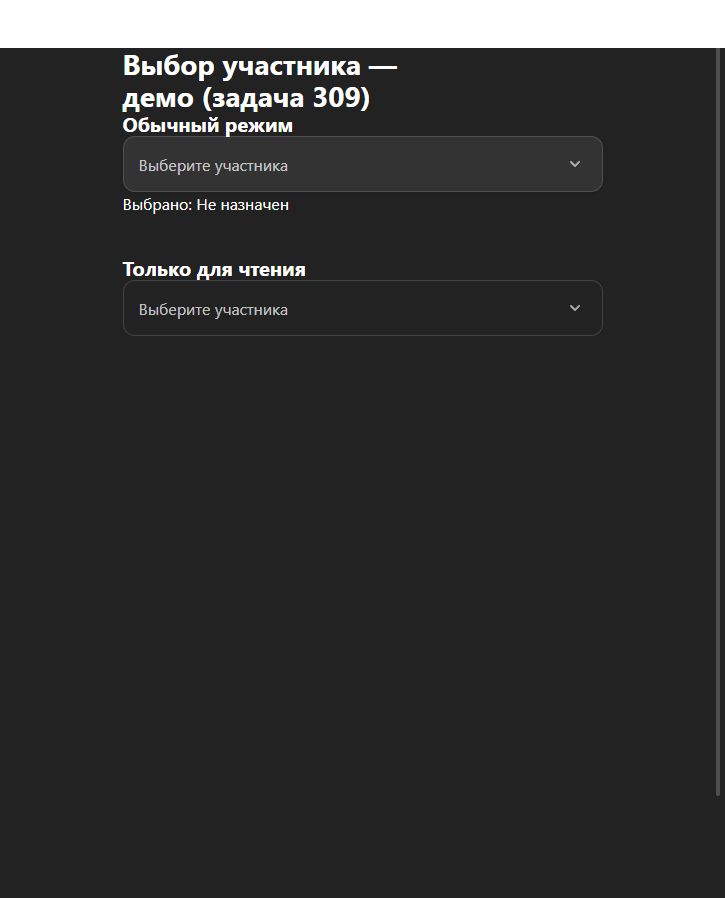 Выбор участника —
демо (задача 309)
Обычный режим
Выберите участника
Выбрано: Не назначен
Только для чтения
Выберите участника